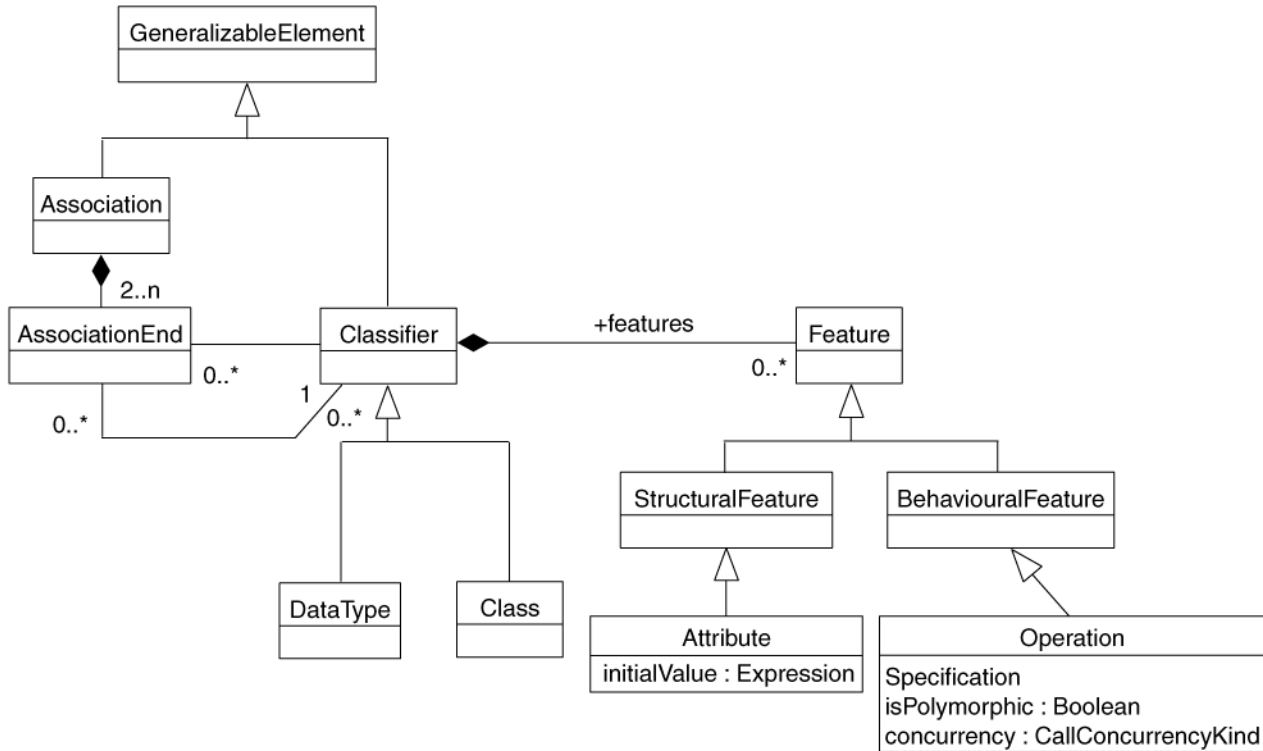 GeneralizableElement
Association
2..n
AssociationEnd
Classifier
+features
Feature
0..*
0..*
1
0..*
0..*
StructuralFeature
BehaviouralFeature
DataType
Class
Attribute
initialValue : Expression
Operation
Specification
isPolymorphic : Boolean
concurrency : CallConcurrencyKind